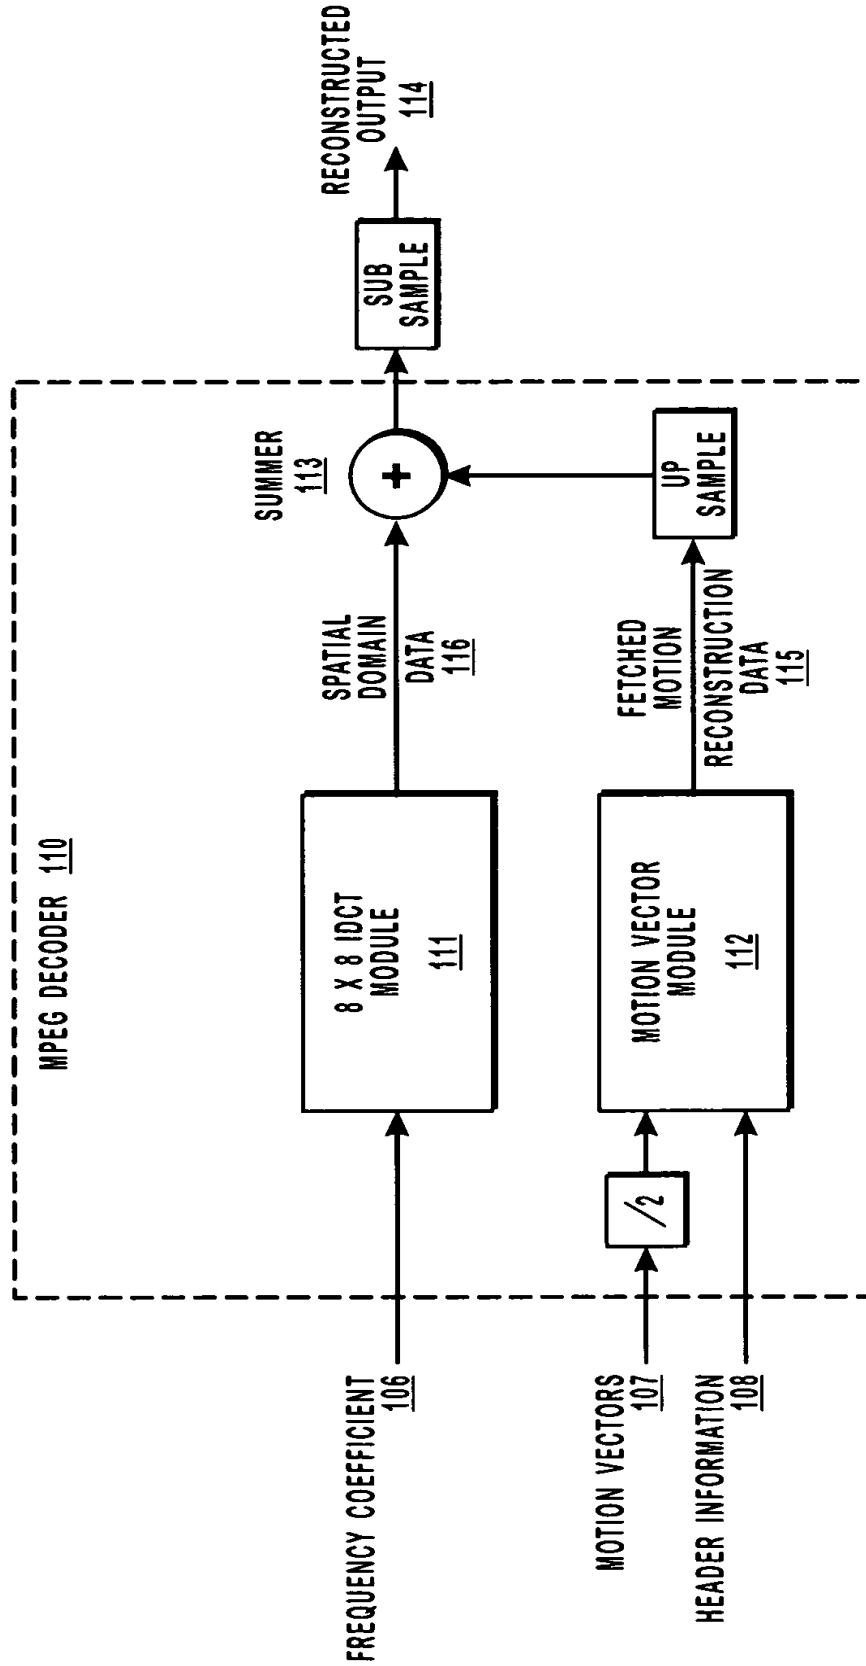 MPEG DECODER 110
FREQUENCY COEFFICIENT
106
8 X 8 IDCT
MODULE
111
SPATIAL
DOMAIN
DATA
116
SUMMER
113
+
SUB
SAMPLE
RECONSTRUCTED
OUTPUT
114
MOTION VECTORS
107
/2
HEADER INFORMATION
108
MOTION VECTOR
MODULE
112
FETCHED
MOTION
RECONSTRUCTION
DATA
115
UP
SAMPLE